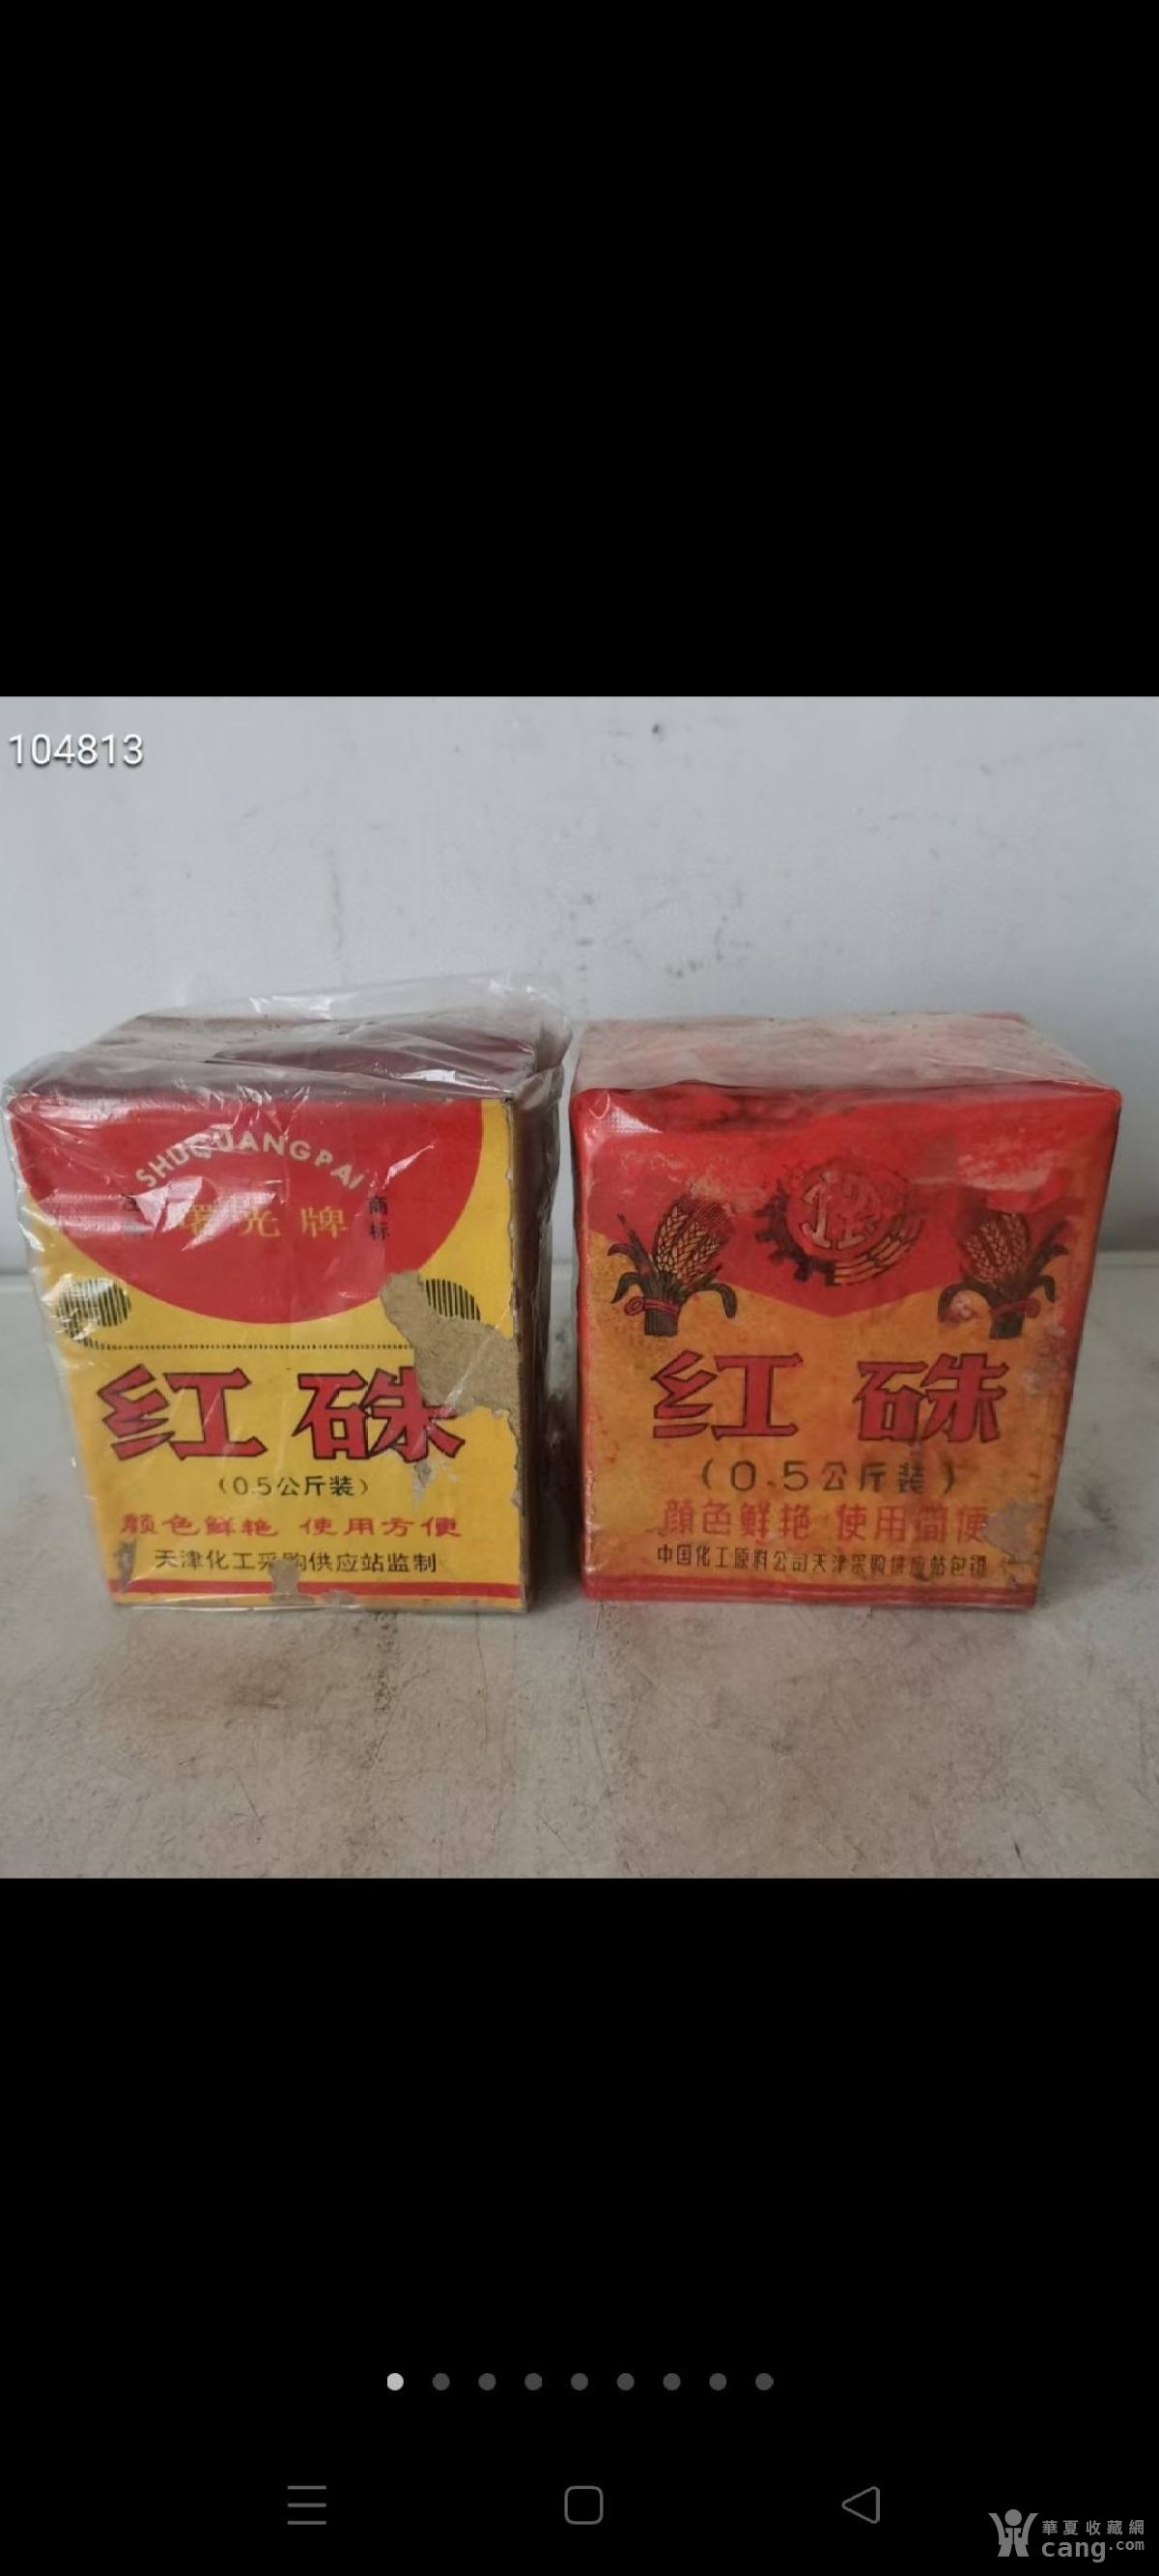 104813
SHUGUANGPAI
曙光牌
商标
红硃
(0.5公斤装)
颜色鲜艳 使用方便
天津化工采购供应站监制
红硃
(0.5公斤装)
顔色鲜艳 使用简便
中国化工原料公司天津采购供应站包
華夏收藏網
cang.com